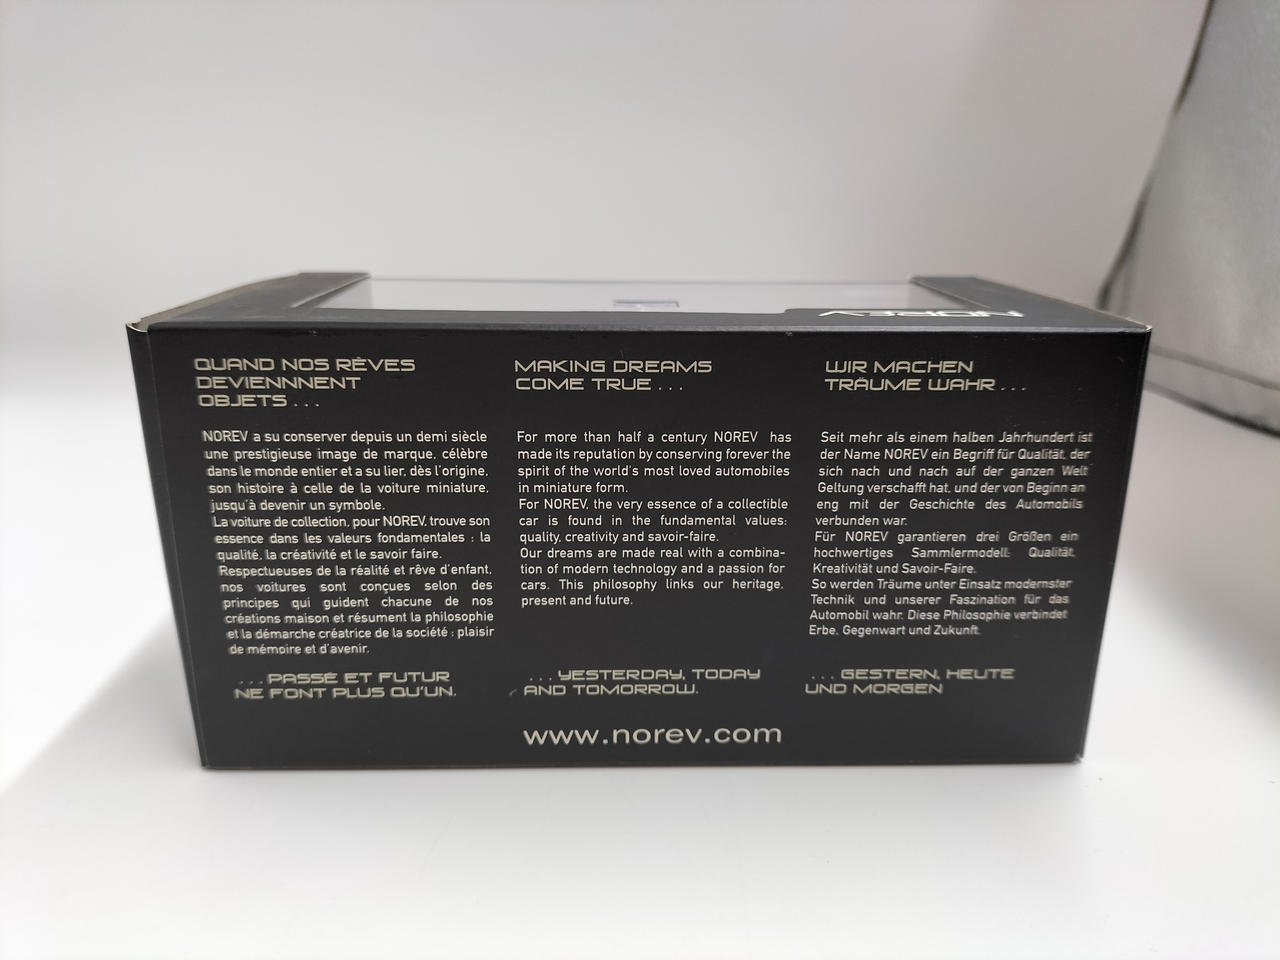 NOREV
QUAND NOS RÊVES
DEVIENNNENT
OBJETS . . .
NOREV a su conserver depuis un demi siècle
une prestigieuse image de marque, célèbre
dans le monde entier et a su lier, dès l'origine,
son histoire à celle de la voiture miniature,
jusqu'à devenir un symbole.
La voiture de collection, pour NOREV, trouve son
essence dans les valeurs fondamentales : la
qualité, la créativité et le savoir faire.
Respectueuses de la réalité et rêve d'enfant,
nos voitures sont conçues selon des
principes qui guident chacune de nos
créations maison et résument la philosophie
et la démarche créatrice de la société : plaisir
de mémoire et d'avenir.
. . . PASSÉ ET FUTUR
NE FONT PLUS QU'UN.
MAKING DREAMS
COME TRUE . . .
For more than half a century NOREV has
made its reputation by conserving forever the
spirit of the world's most loved automobiles
in miniature form.
For NOREV, the very essence of a collectible
car is found in the fundamental values:
quality, creativity and savoir-faire.
Our dreams are made real with a combina-
tion of modern technology and a passion for
cars. This philosophy links our heritage,
present and future.
. . . YESTERDAY, TODAY
AND TOMORROW.
WIR MACHEN
TRÄUME WAHR . . .
Seit mehr als einem halben Jahrhundert ist
der Name NOREV ein Begriff für Qualität, der
sich nach und nach auf der ganzen Welt
Geltung verschafft hat, und der von Beginn an
eng mit der Geschichte des Automobils
verbunden war.
Für NOREV garantieren drei Größen ein
hochwertiges Sammlermodell: Qualität,
Kreativität und Savoir-Faire.
So werden Träume unter Einsatz modernster
Technik und unserer Faszination für das
Automobil wahr. Diese Philosophie verbindet
Erbe, Gegenwart und Zukunft.
. . . GESTERN, HEUTE
UND MORGEN
www.norev.com